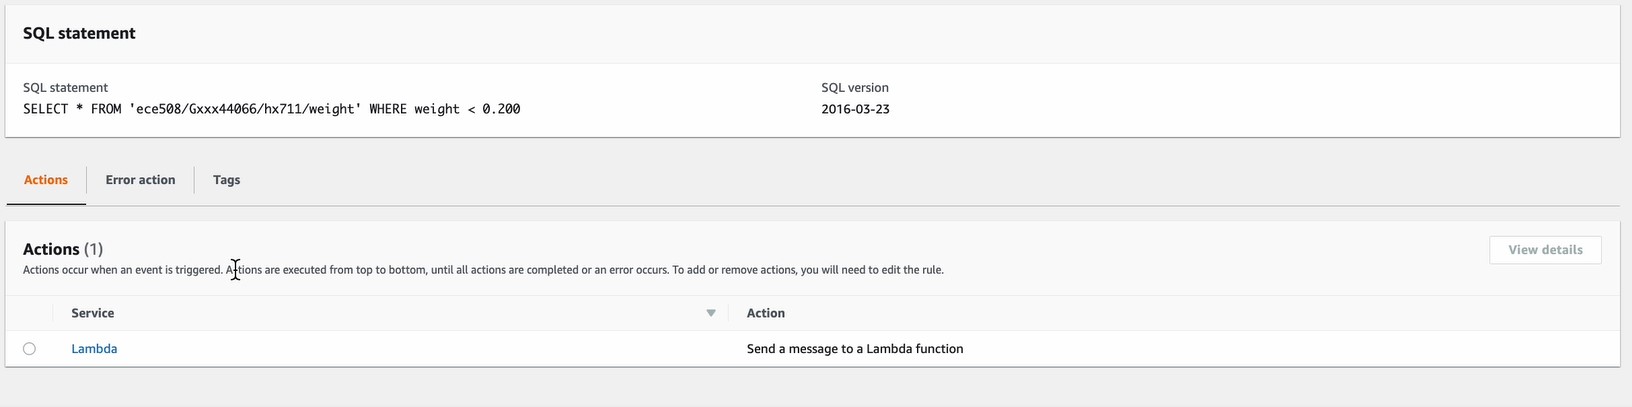 SQL statement
SQL statement
SQL version
SELECT * FROM 'ece508/Gxxx44066/hx711/weight' WHERE weight < 0.200
2016-03-23
Actions
Error action
Tags
Actions (1)
View details
Actions occur when an event is triggered. Actions are executed from top to bottom, until all actions are completed or an error occurs. To add or remove actions, you will need to edit the rule.
Service
Action
Lambda
Send a message to a Lambda function